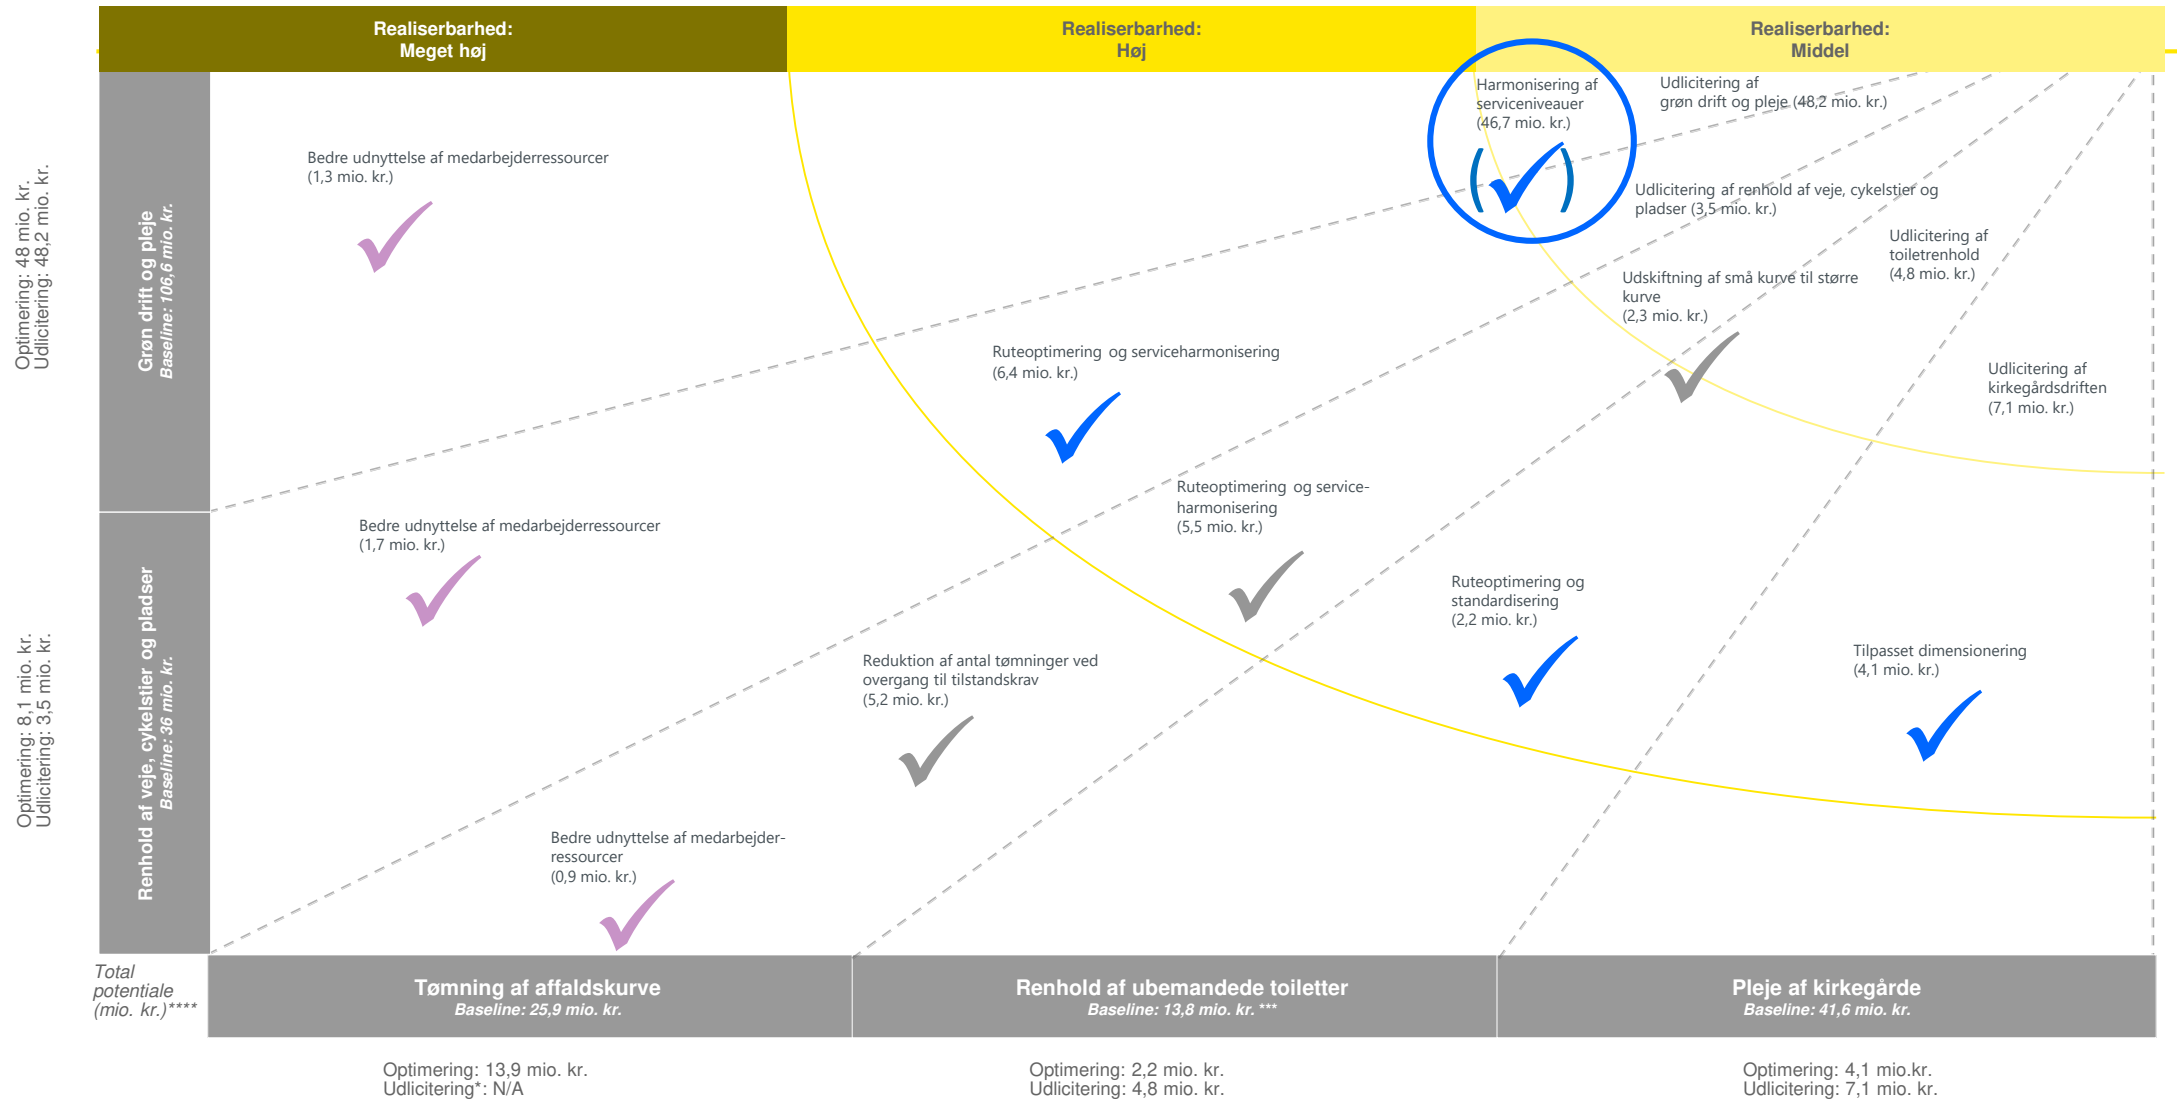 Realiserbarhed:
Meget høj
Realiserbarhed:
Høj
Realiserbarhed:
Middel
Optimering: 48 mio. kr.
Udlicitering: 48,2 mio. kr.
Grøn drift og pleje
Baseline: 106,6 mio. kr.
Bedre udnyttelse af medarbejderressourcer
(1,3 mio. kr.)
Harmonisering af
serviceniveauer
(46,7 mio. kr.)
( )
Udlicitering af
grøn drift og pleje (48,2 mio. kr.)
Udlicitering af renhold af veje, cykelstier og
pladser (3,5 mio. kr.)
Udlicitering af
toiletrenhold
(4,8 mio. kr.)
Udskiftning af små kurve til større
kurve
(2,3 mio. kr.)
Ruteoptimering og serviceharmonisering
(6,4 mio. kr.)
Udlicitering af
kirkegårdsdriften
(7,1 mio. kr.)
Ruteoptimering og service-
harmonisering
(5,5 mio. kr.)
Optimering: 8,1 mio. kr.
Udlicitering: 3,5 mio. kr.
Renhold af veje, cykelstier og pladser
Baseline: 36 mio. kr.
Bedre udnyttelse af medarbejderressourcer
(1,7 mio. kr.)
Ruteoptimering og
standardisering
(2,2 mio. kr.)
Reduktion af antal tømninger ved
overgang til tilstandskrav
(5,2 mio. kr.)
Tilpasset dimensionering
(4,1 mio. kr.)
Bedre udnyttelse af medarbejder-
ressourcer
(0,9 mio. kr.)
Total
potentiale
(mio. kr.)****
Tømning af affaldskurve
Baseline: 25,9 mio. kr.
Renhold af ubemandede toiletter
Baseline: 13,8 mio. kr. ***
Pleje af kirkegårde
Baseline: 41,6 mio. kr.
Optimering: 13,9 mio. kr.
Udlicitering*: N/A
Optimering: 2,2 mio. kr.
Udlicitering: 4,8 mio. kr.
Optimering: 4,1 mio.kr.
Udlicitering: 7,1 mio. kr.